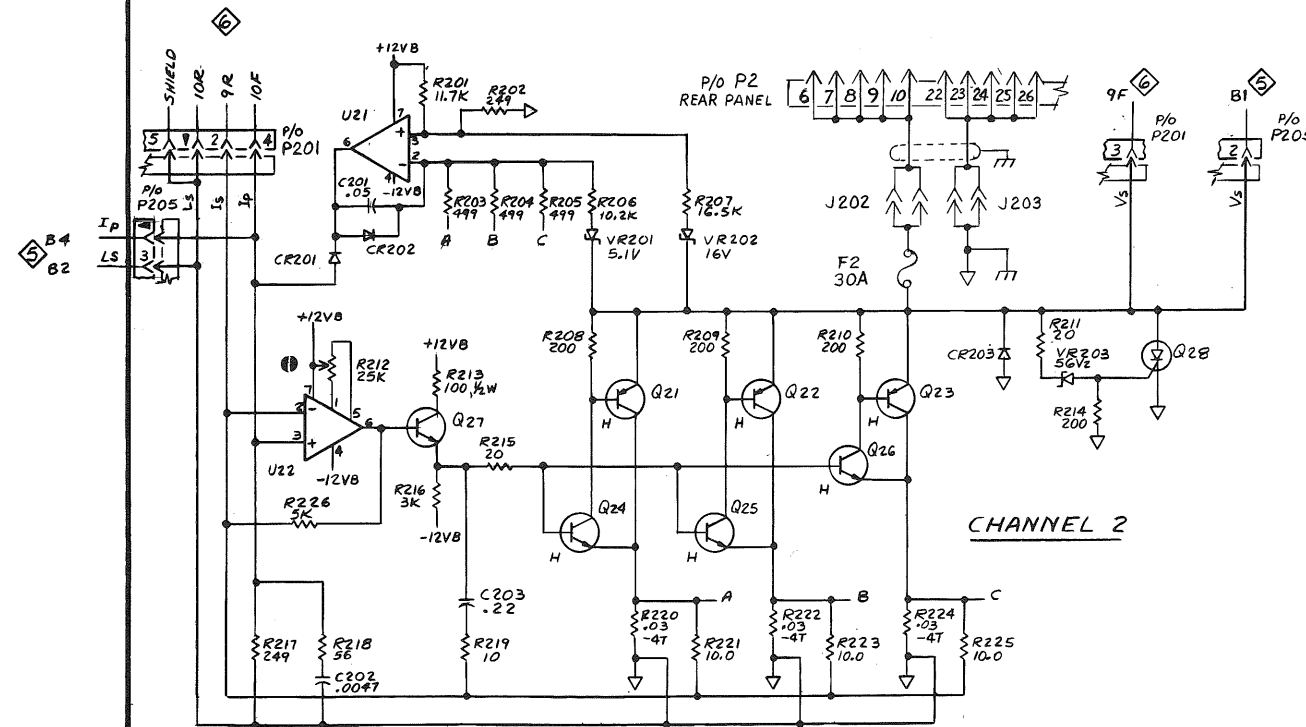 6
SHIELD
10R
9R
10F
5 1 2 4
P/O
P201
P/O
P205
Ls
Is
Ip
5
Ip
B4
LS
B2
3
+12VB
R201
11.7K
R202
249
U21
7
6
3
2
4
-12VB
C201
.05
CR202
CR201
R203
499
R204
499
R205
499
R206
10.2K
R207
16.5K
A
B
C
VR201
5.1V
VR202
16V
P/O P2
REAR PANEL
6 7 8 9 10 22 23 24 25 26
J202
J203
F2
30A
6
9F
P/O
P201
3
Vs
5
B1
P/O
P205
2
Vs
+12VB
R212
25K
7
1
5
2
3
6
4
U22
-12VB
R226
5K
+12VB
R213
100, 1/2W
Q27
R215
20
R216
3K
-12VB
R208
200
R209
200
R210
200
Q21
H
Q22
H
Q23
H
Q26
H
Q24
H
Q25
H
CR203
R211
20
VR203
56Vz
Q28
R214
200
CHANNEL 2
C203
.22
R219
10
R217
249
R218
56
C202
.0047
A
R220
.03
-4T
R221
10.0
B
R222
.03
-4T
R223
10.0
C
R224
.03
-4T
R225
10.0